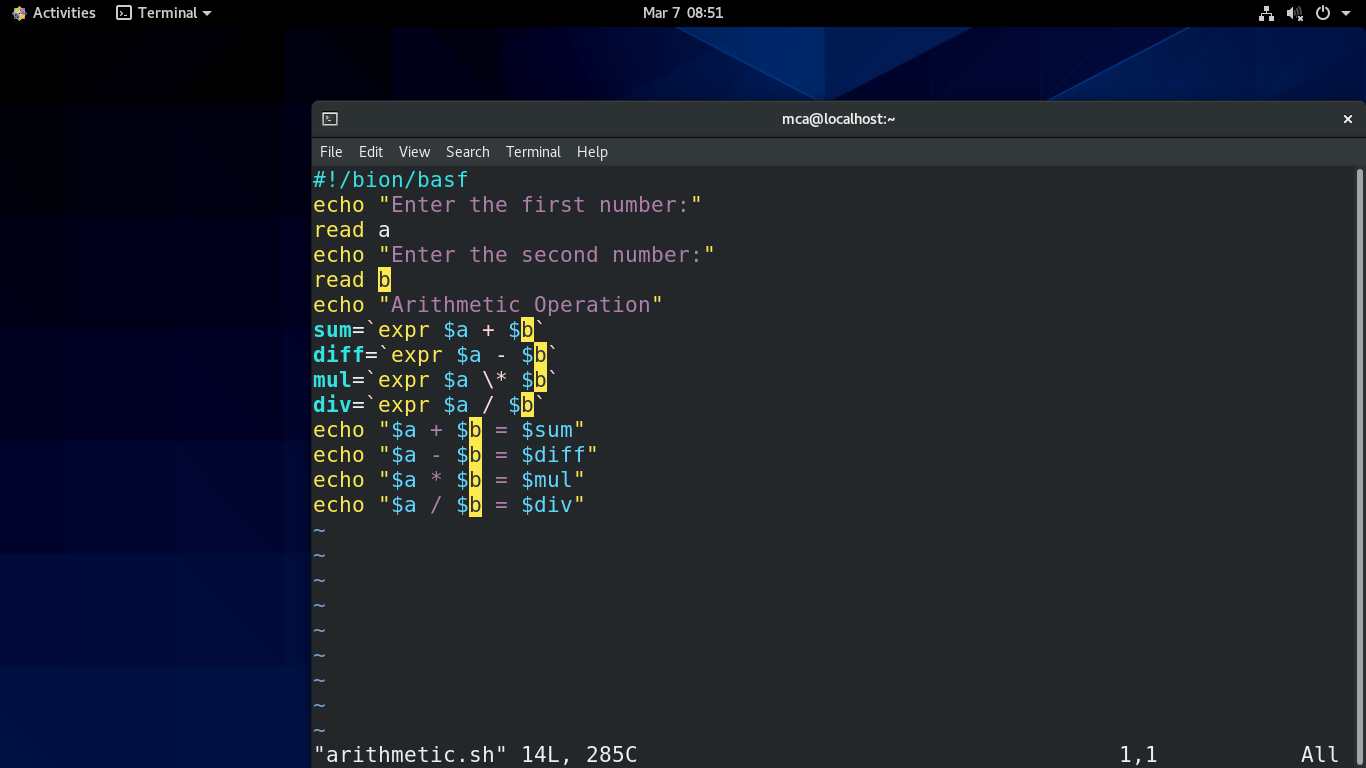 Activities Terminal Mar 7 08:51
mca@localhost:~
File Edit View Search Terminal Help
#!/bion/basf
echo "Enter the first number:"
read a
echo "Enter the second number:"
read b
echo "Arithmetic Operation"
sum=`expr $a + $b`
diff=`expr $a - $b`
mul=`expr $a \* $b`
div=`expr $a / $b`
echo "$a + $b = $sum"
echo "$a - $b = $diff"
echo "$a * $b = $mul"
echo "$a / $b = $div"
~
~
~
~
~
~
~
~
~
"arithmetic.sh" 14L, 285C 1,1 All